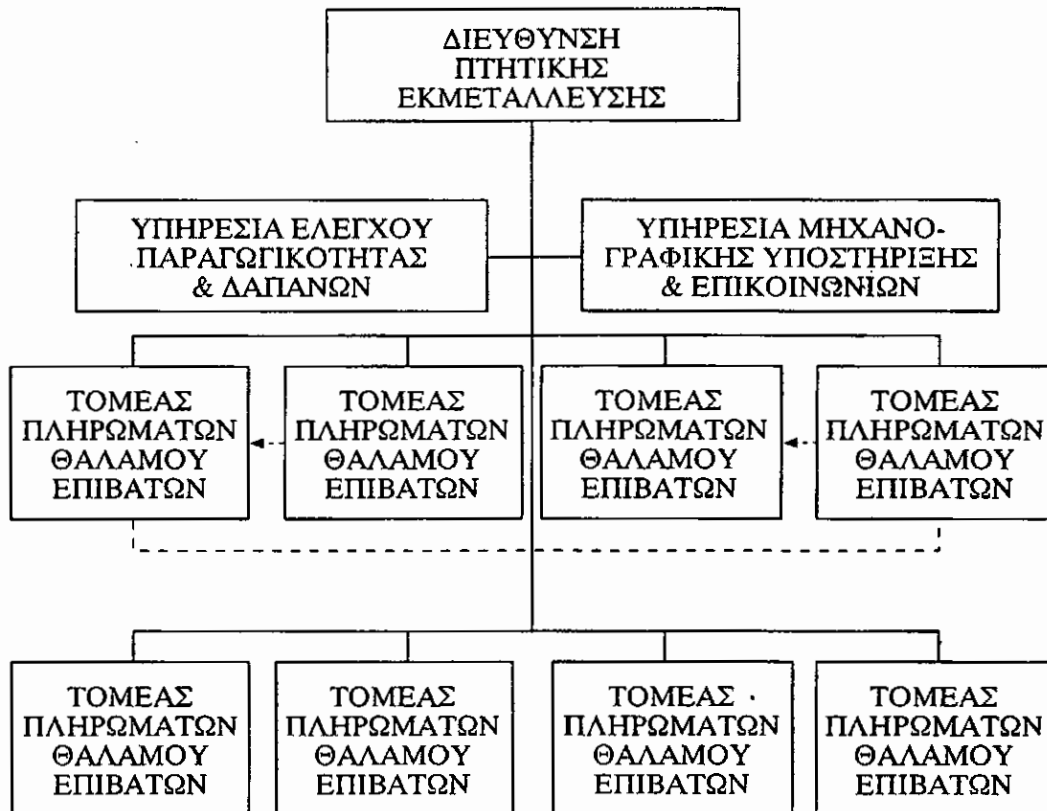 ΔΙΕΥΘΥΝΣΗ
ΠΤΗΤΙΚΗΣ
ΕΚΜΕΤΑΛΛΕΥΣΗΣ
ΥΠΗΡΕΣΙΑ ΕΛΕΓΧΟΥ
ΠΑΡΑΓΩΓΙΚΟΤΗΤΑΣ
& ΔΑΠΑΝΩΝ
ΥΠΗΡΕΣΙΑ ΜΗΧΑΝΟ-
ΓΡΑΦΙΚΗΣ ΥΠΟΣΤΗΡΙΞΗΣ
& ΕΠΙΚΟΙΝΩΝΙΩΝ
ΤΟΜΕΑΣ
ΠΛΗΡΩΜΑΤΩΝ
ΘΑΛΑΜΟΥ
ΕΠΙΒΑΤΩΝ
ΤΟΜΕΑΣ
ΠΛΗΡΩΜΑΤΩΝ
ΘΑΛΑΜΟΥ
ΕΠΙΒΑΤΩΝ
ΤΟΜΕΑΣ
ΠΛΗΡΩΜΑΤΩΝ
ΘΑΛΑΜΟΥ
ΕΠΙΒΑΤΩΝ
ΤΟΜΕΑΣ
ΠΛΗΡΩΜΑΤΩΝ
ΘΑΛΑΜΟΥ
ΕΠΙΒΑΤΩΝ
ΤΟΜΕΑΣ
ΠΛΗΡΩΜΑΤΩΝ
ΘΑΛΑΜΟΥ
ΕΠΙΒΑΤΩΝ
ΤΟΜΕΑΣ
ΠΛΗΡΩΜΑΤΩΝ
ΘΑΛΑΜΟΥ
ΕΠΙΒΑΤΩΝ
ΤΟΜΕΑΣ
ΠΛΗΡΩΜΑΤΩΝ
ΘΑΛΑΜΟΥ
ΕΠΙΒΑΤΩΝ
ΤΟΜΕΑΣ
ΠΛΗΡΩΜΑΤΩΝ
ΘΑΛΑΜΟΥ
ΕΠΙΒΑΤΩΝ